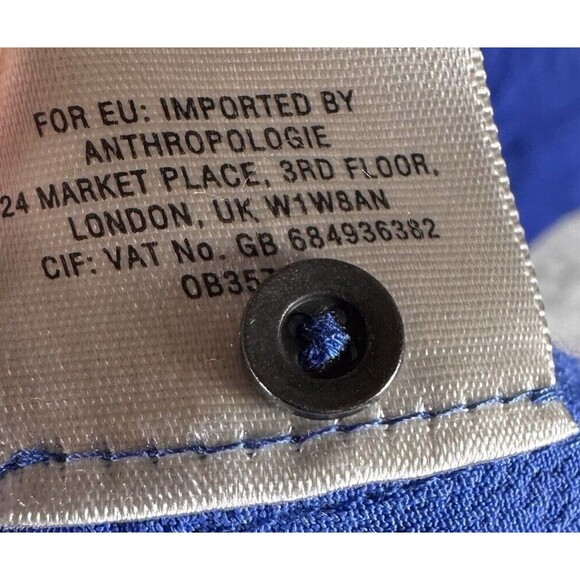 FOR EU: IMPORTED BY
ANTHROPOLOGIE
24 MARKET PLACE, 3RD FLOOR,
LONDON, UK W1W8AN
CIF: VAT No. GB 684936382